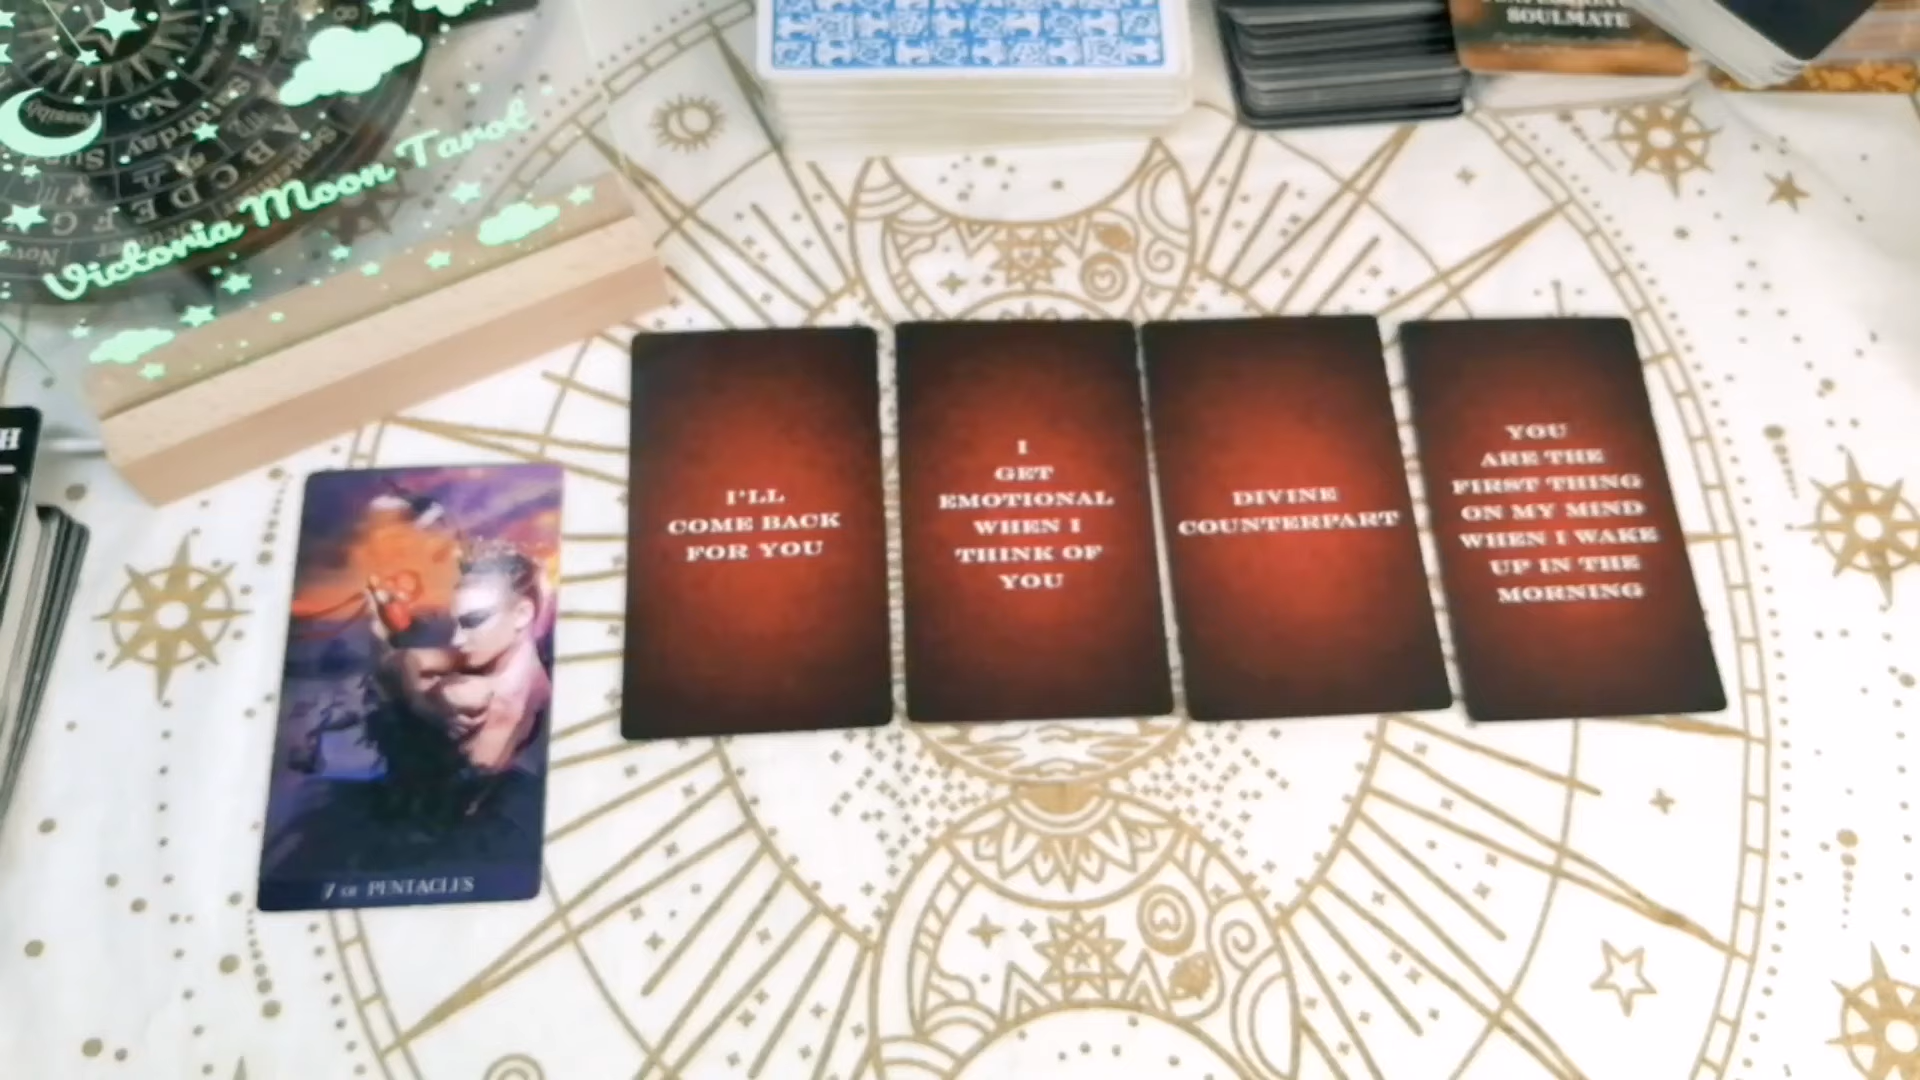 SOULMATE
Victoria Moon Tarot
I'LL
COME BACK
FOR YOU
I
GET
EMOTIONAL
WHEN I
THINK OF
YOU
DIVINE
COUNTERPART
YOU
ARE THE
FIRST THING
ON MY MIND
WHEN I WAKE
UP IN THE
MORNING
7 OF PENTACLES